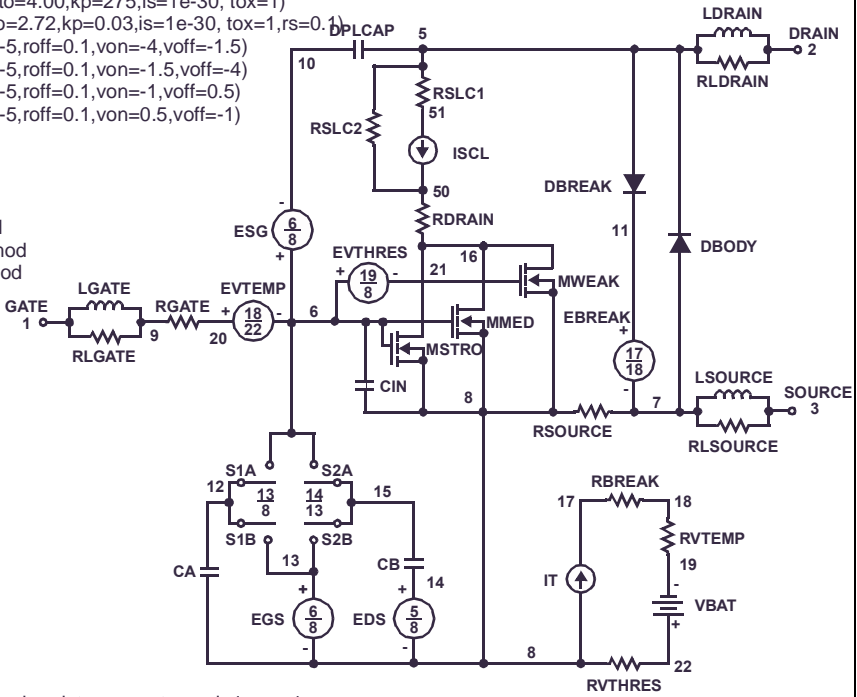 to=4.00,kp=275,is=1e-30, tox=1)
=2.72,kp=0.03,is=1e-30, tox=1,rs=0.1)
-5,roff=0.1,von=-4,voff=-1.5)
-5,roff=0.1,von=-1.5,voff=-4)
-5,roff=0.1,von=-1,voff=0.5)
-5,roff=0.1,von=0.5,voff=-1)
LDRAIN
DPLCAP
5
DRAIN
2
10
RLDRAIN
RSLC1
51
RSLC2
ISCL
DBREAK
50
-
RDRAIN
ESG
6
8
+
11
DBODY
EVTHRES
16
+
19
8
-
21
MWEAK
od
LGATE
GATE
1
RGATE
EVTEMP
+
18
22
-
6
MMED
EBREAK
+
9
20
RLGATE
MSTRO
17
18
-
CIN
LSOURCE
SOURCE
3
8
7
RSOURCE
RLSOURCE
S1A
S2A
12
13
8
14
13
15
RBREAK
17
18
S1B
S2B
RVTEMP
13
CA
CB
19
-
+
+
14
IT
VBAT
EGS
6
8
EDS
5
8
+
-
-
8
22
RVTHRES